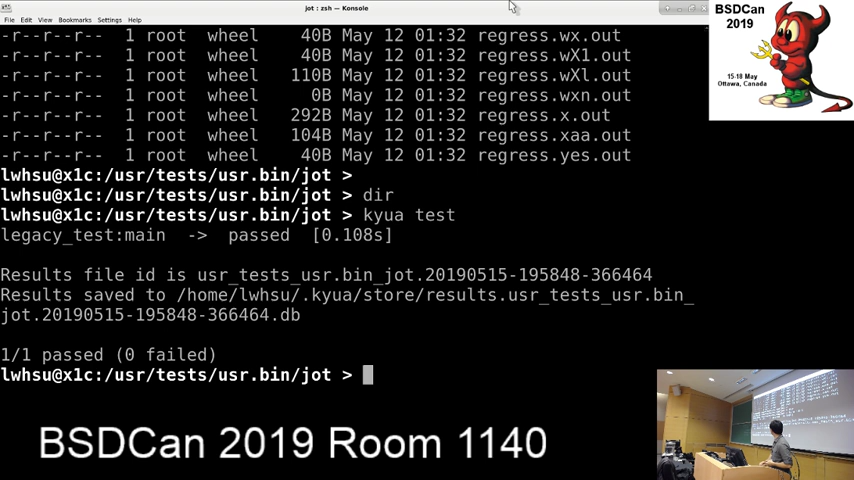 jot : zsh — Konsole
File Edit View Bookmarks Settings Help
-r--r--r-- 1 root wheel 40B May 12 01:32 regress.wx.out
-r--r--r-- 1 root wheel 40B May 12 01:32 regress.wX1.out
-r--r--r-- 1 root wheel 110B May 12 01:32 regress.wXl.out
-r--r--r-- 1 root wheel 0B May 12 01:32 regress.wxn.out
-r--r--r-- 1 root wheel 292B May 12 01:32 regress.x.out
-r--r--r-- 1 root wheel 104B May 12 01:32 regress.xaa.out
-r--r--r-- 1 root wheel 40B May 12 01:32 regress.yes.out
lwhsu@x1c:/usr/tests/usr.bin/jot >
lwhsu@x1c:/usr/tests/usr.bin/jot > dir
lwhsu@x1c:/usr/tests/usr.bin/jot > kyua test
legacy_test:main -> passed [0.108s]
Results file id is usr_tests_usr.bin_jot.20190515-195848-366464
Results saved to /home/lwhsu/.kyua/store/results.usr_tests_usr.bin_
jot.20190515-195848-366464.db
1/1 passed (0 failed)
lwhsu@x1c:/usr/tests/usr.bin/jot >
BSDCan
2019
15-18 May
Ottawa, Canada
BSDCan 2019 Room 1140